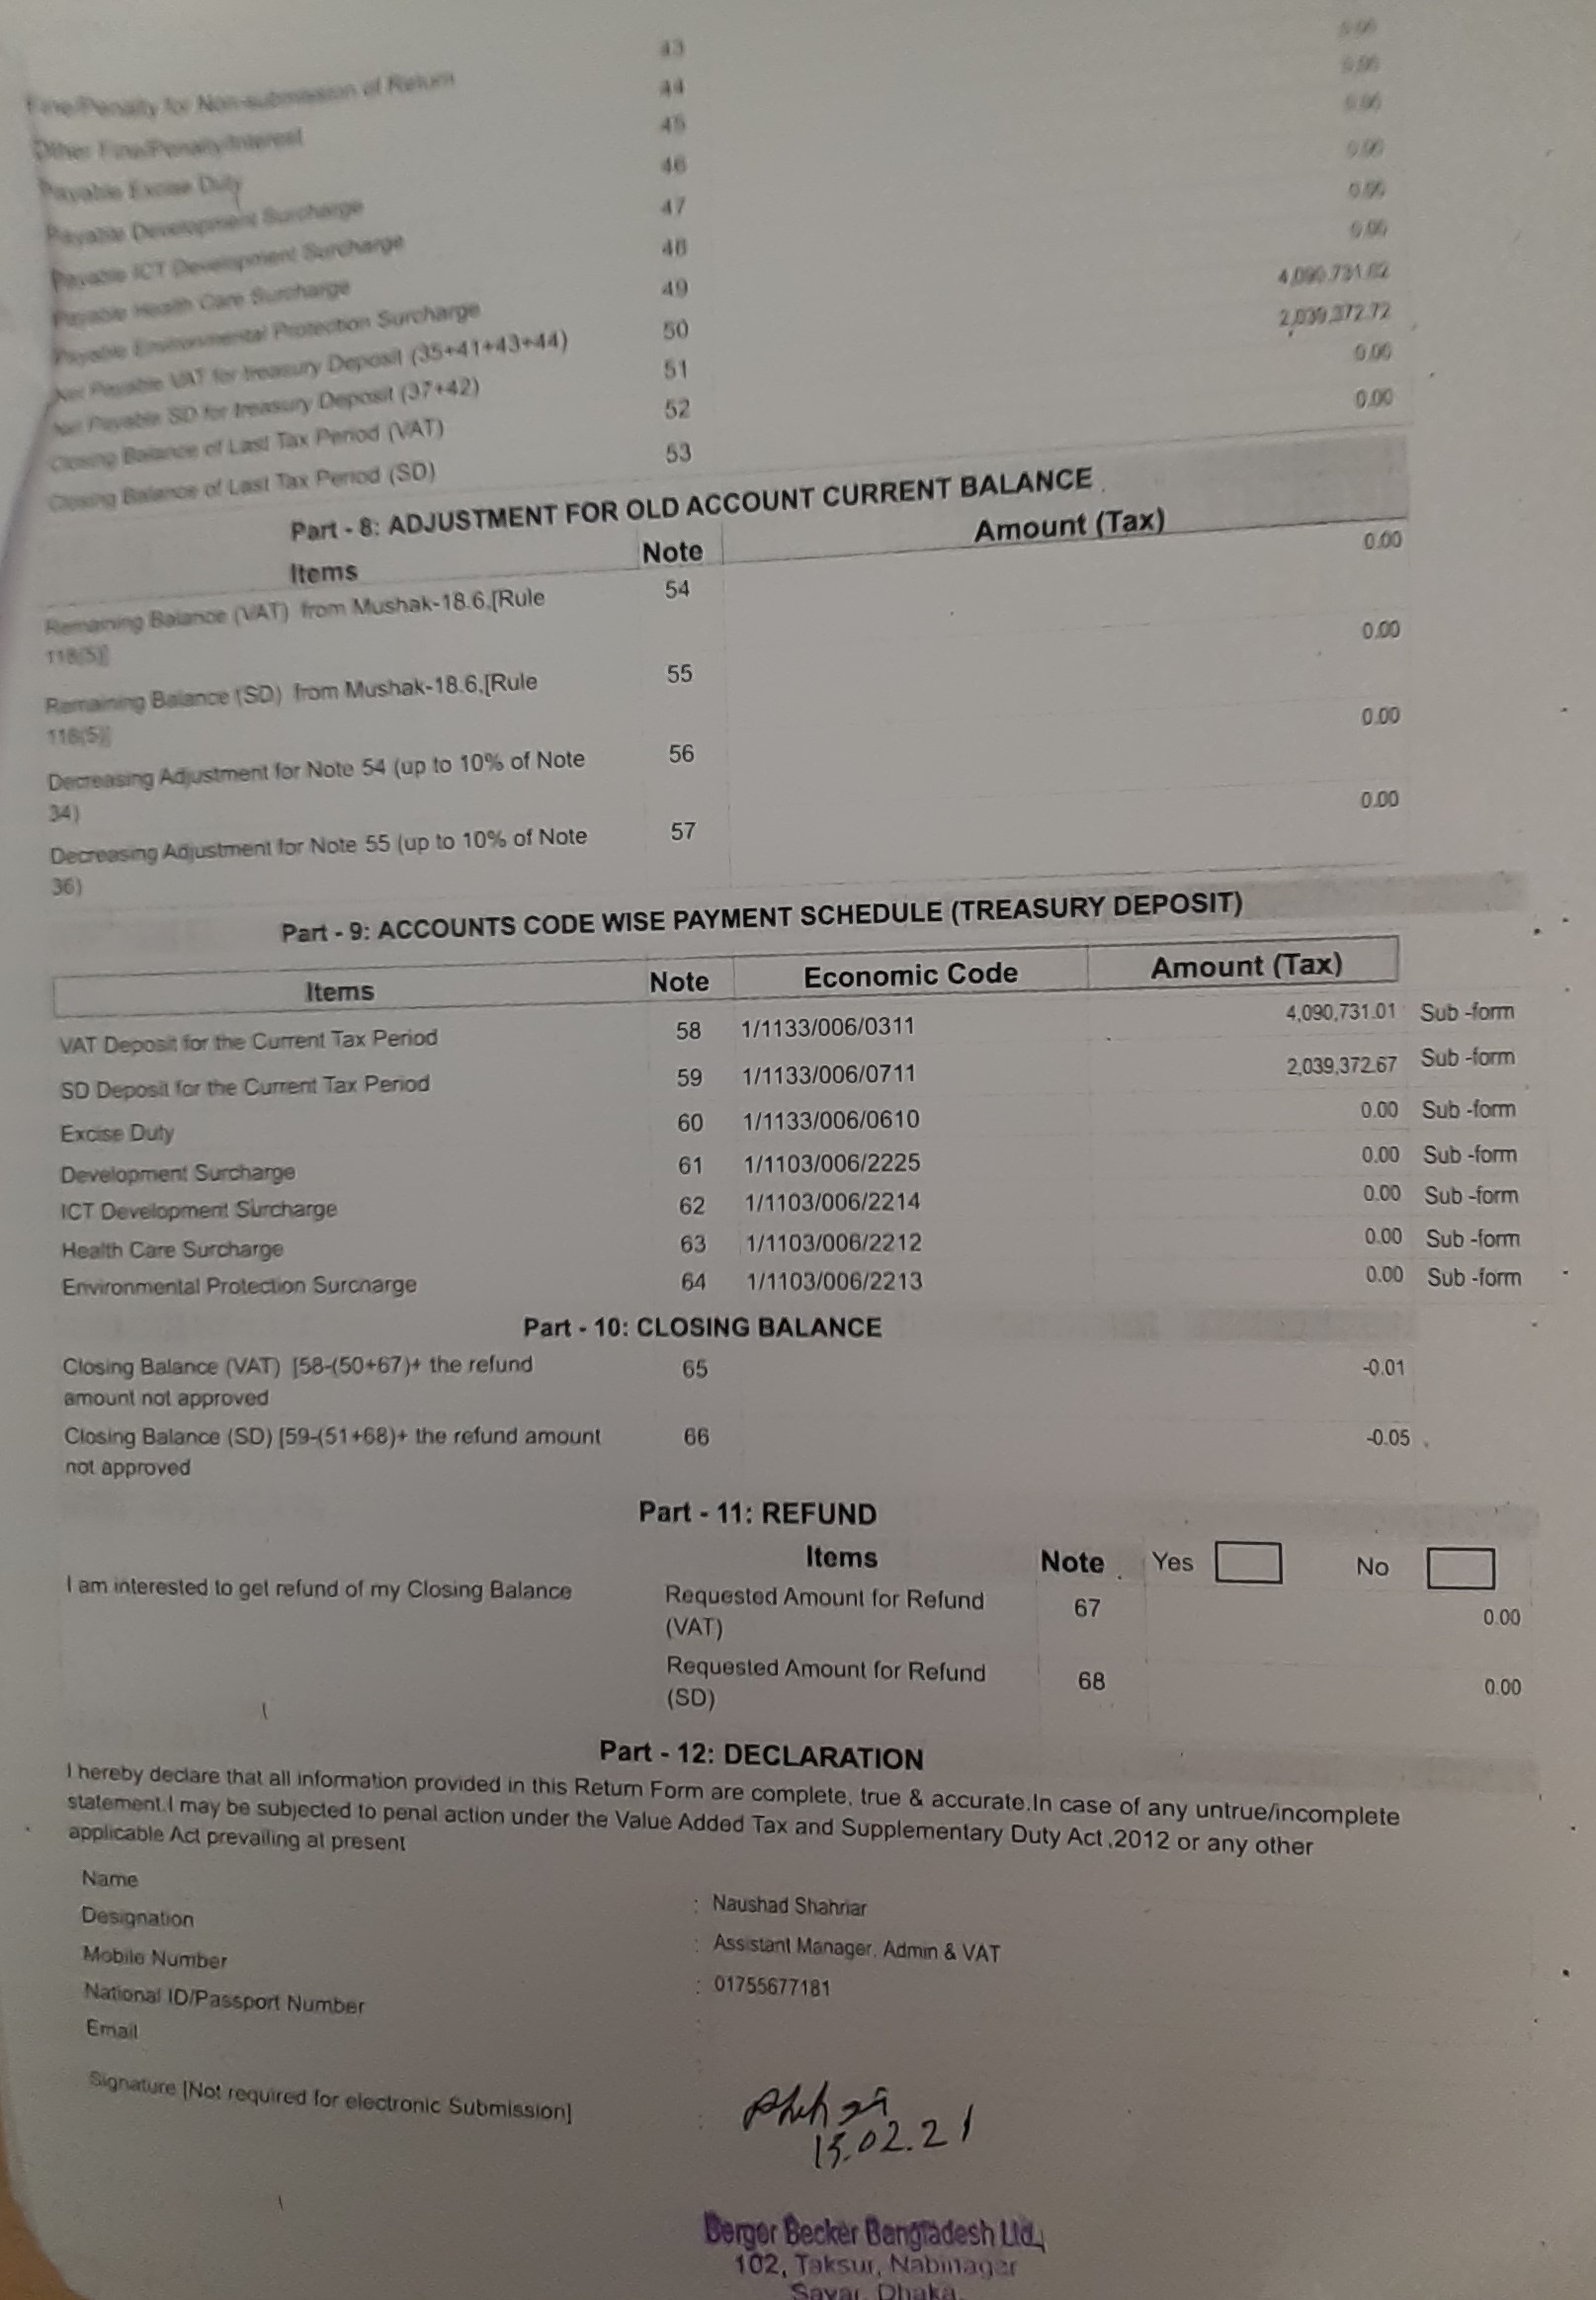 43 0.00
Fine/Penalty for Non-submission of Return 44 0.00
Other Fine/Penalty/Interest 45 0.00
Payable Excise Duty 46 0.00
Payable Development Surcharge 47 0.00
Payable ICT Development Surcharge 48 0.00
Payable Health Care Surcharge 49 4,090,731.02
Payable Environmental Protection Surcharge 50 2,039,372.72
Net Payable VAT for treasury Deposit (35+41+43+44) 51 0.00
Net Payable SD for treasury Deposit (37+42) 52 0.00
Closing Balance of Last Tax Period (VAT) 53
Closing Balance of Last Tax Period (SD)
Part - 8: ADJUSTMENT FOR OLD ACCOUNT CURRENT BALANCE
Items Note Amount (Tax)
Remaining Balance (VAT) from Mushak-18.6,[Rule 54 0.00
118(5)]
Remaining Balance (SD) from Mushak-18.6,[Rule 55 0.00
118(5)]
Decreasing Adjustment for Note 54 (up to 10% of Note 56 0.00
34)
Decreasing Adjustment for Note 55 (up to 10% of Note 57 0.00
36)
Part - 9: ACCOUNTS CODE WISE PAYMENT SCHEDULE (TREASURY DEPOSIT)
Items Note Economic Code Amount (Tax)
VAT Deposit for the Current Tax Period 58 1/1133/006/0311 4,090,731.01 Sub -form
SD Deposit for the Current Tax Period 59 1/1133/006/0711 2,039,372.67 Sub -form
Excise Duty 60 1/1133/006/0610 0.00 Sub -form
Development Surcharge 61 1/1103/006/2225 0.00 Sub -form
ICT Development Surcharge 62 1/1103/006/2214 0.00 Sub -form
Health Care Surcharge 63 1/1103/006/2212 0.00 Sub -form
Environmental Protection Surcharge 64 1/1103/006/2213 0.00 Sub -form
Part - 10: CLOSING BALANCE
Closing Balance (VAT) [58-(50+67)+ the refund 65 -0.01
amount not approved
Closing Balance (SD) [59-(51+68)+ the refund amount 66 -0.05
not approved
Part - 11: REFUND
Items Note Yes No
I am interested to get refund of my Closing Balance Requested Amount for Refund 67 0.00
(VAT)
Requested Amount for Refund 68 0.00
(SD)
Part - 12: DECLARATION
I hereby declare that all information provided in this Return Form are complete, true & accurate.In case of any untrue/incomplete
statement.I may be subjected to penal action under the Value Added Tax and Supplementary Duty Act ,2012 or any other
applicable Act prevailing at present
Name : Naushad Shahriar
Designation : Assistant Manager, Admin & VAT
Mobile Number : 01755677181
National ID/Passport Number :
Email
Signature [Not required for electronic Submission] :
15.02.21
Berger Becker Bangladesh Ltd.
102, Taksur, Nabinagar
Savar, Dhaka.